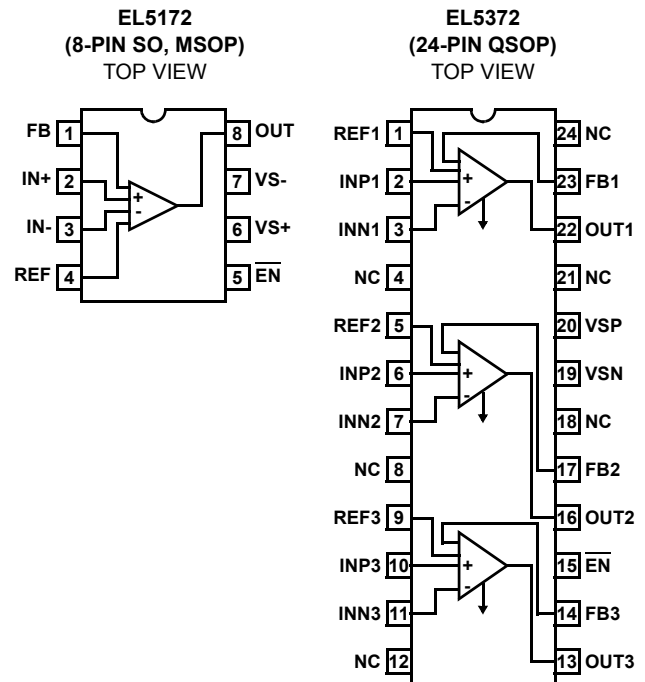 EL5172
(8-PIN SO, MSOP)
TOP VIEW
FB 1
IN+ 2
IN- 3
REF 4
8 OUT
7 VS-
6 VS+
5 E̅N̅
+
-
EL5372
(24-PIN QSOP)
TOP VIEW
REF1 1
INP1 2
INN1 3
NC 4
REF2 5
INP2 6
INN2 7
NC 8
REF3 9
INP3 10
INN3 11
NC 12
24 NC
23 FB1
22 OUT1
21 NC
20 VSP
19 VSN
18 NC
17 FB2
16 OUT2
15 E̅N̅
14 FB3
13 OUT3
+
-
+
-
+
-